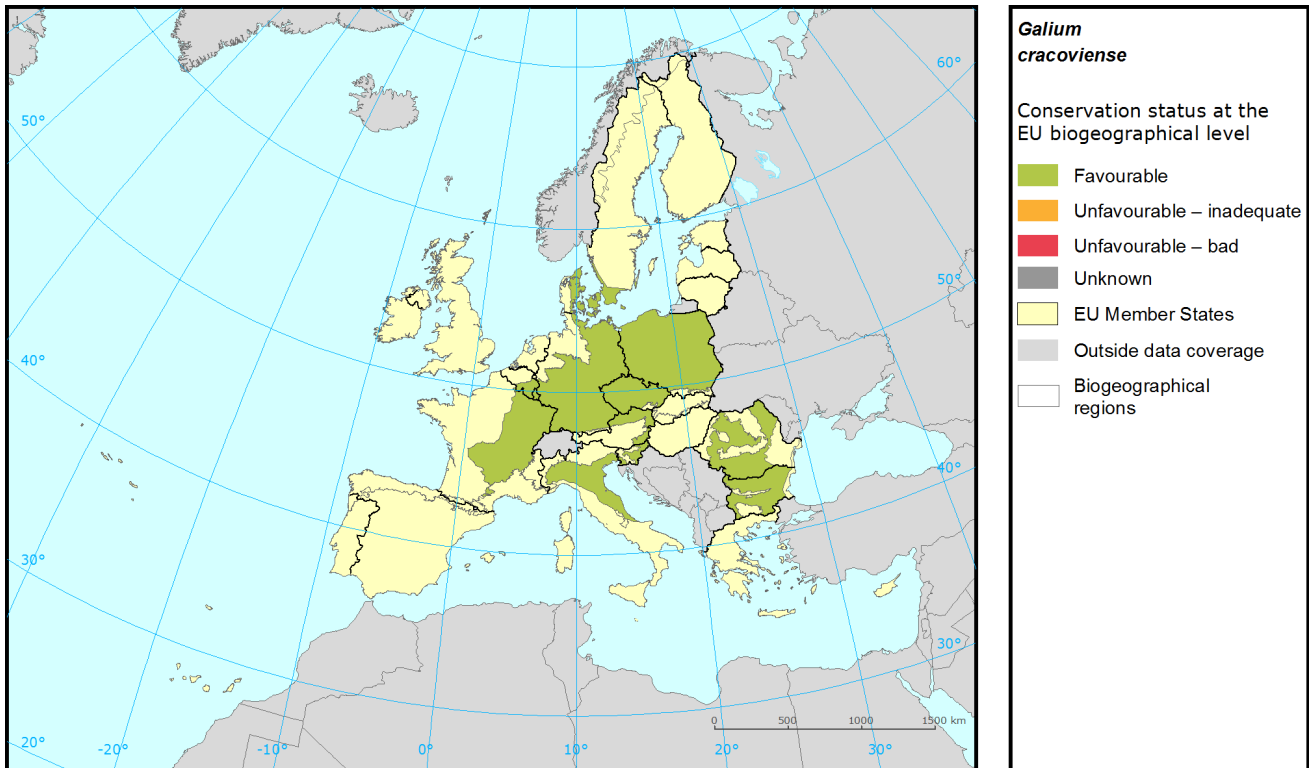 Galium
cracoviense
Conservation status at the
EU biogeographical level
Favourable
Unfavourable – inadequate
Unfavourable – bad
Unknown
EU Member States
Outside data coverage
Biogeographical
regions
60°
50°
50°
40°
40°
30°
30°
0 500 1000 1500 km
20° -20° -10° 0° 10° 20° 30°